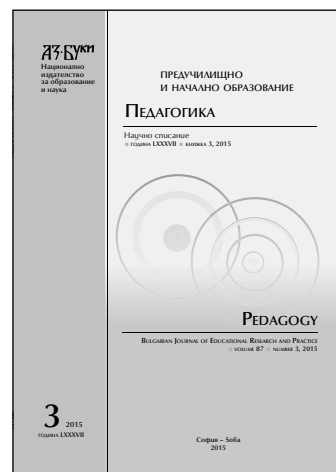 АЗ·БУКИ
Национално
издателство
за образование
и наука
ПРЕДУЧИЛИЩНО
И НАЧАЛНО ОБРАЗОВАНИЕ
ПЕДАГОГИКА
Научно списание
ГОДИНА LXXXVII КНИЖКА 3, 2015
PEDAGOGY
BULGARIAN JOURNAL OF EDUCATIONAL RESEARCH AND PRACTICE
VOLUME 87 NUMBER 3, 2015
3 2015
ГОДИНА LXXXVII
София – Sofia
2015